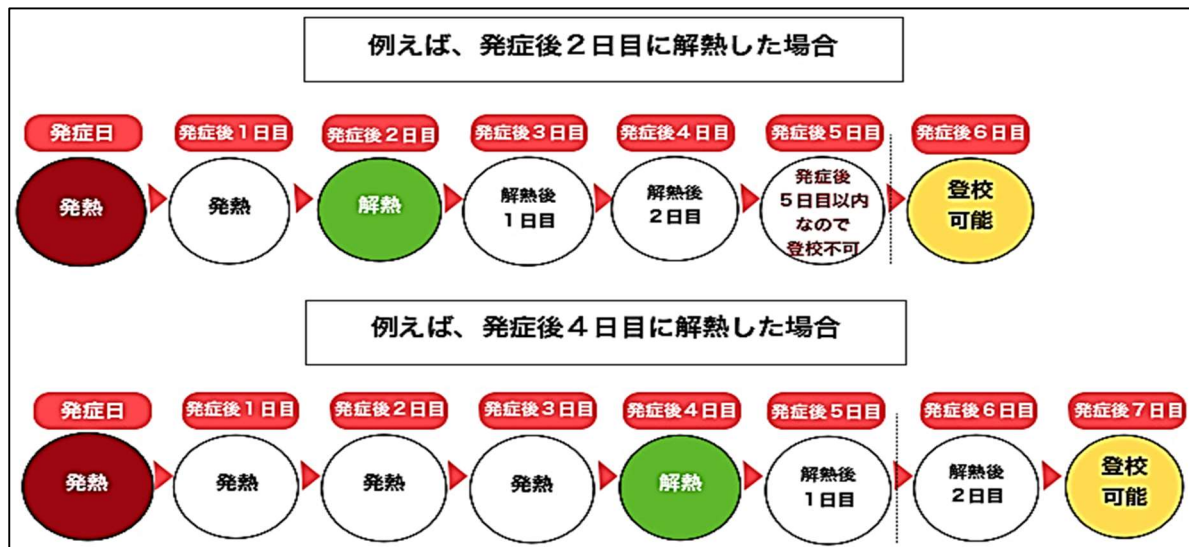 例えば、発症後２日目に解熱した場合
発症日
発症後１日目
発症後２日目
発症後３日目
発症後４日目
発症後５日目
発症後６日目
発熱
発熱
解熱
解熱後
１日目
解熱後
２日目
発症後
５日目以内
なので
登校不可
登校
可能
例えば、発症後４日目に解熱した場合
発症日
発症後１日目
発症後２日目
発症後３日目
発症後４日目
発症後５日目
発症後６日目
発症後７日目
発熱
発熱
発熱
発熱
解熱
解熱後
１日目
解熱後
２日目
登校
可能